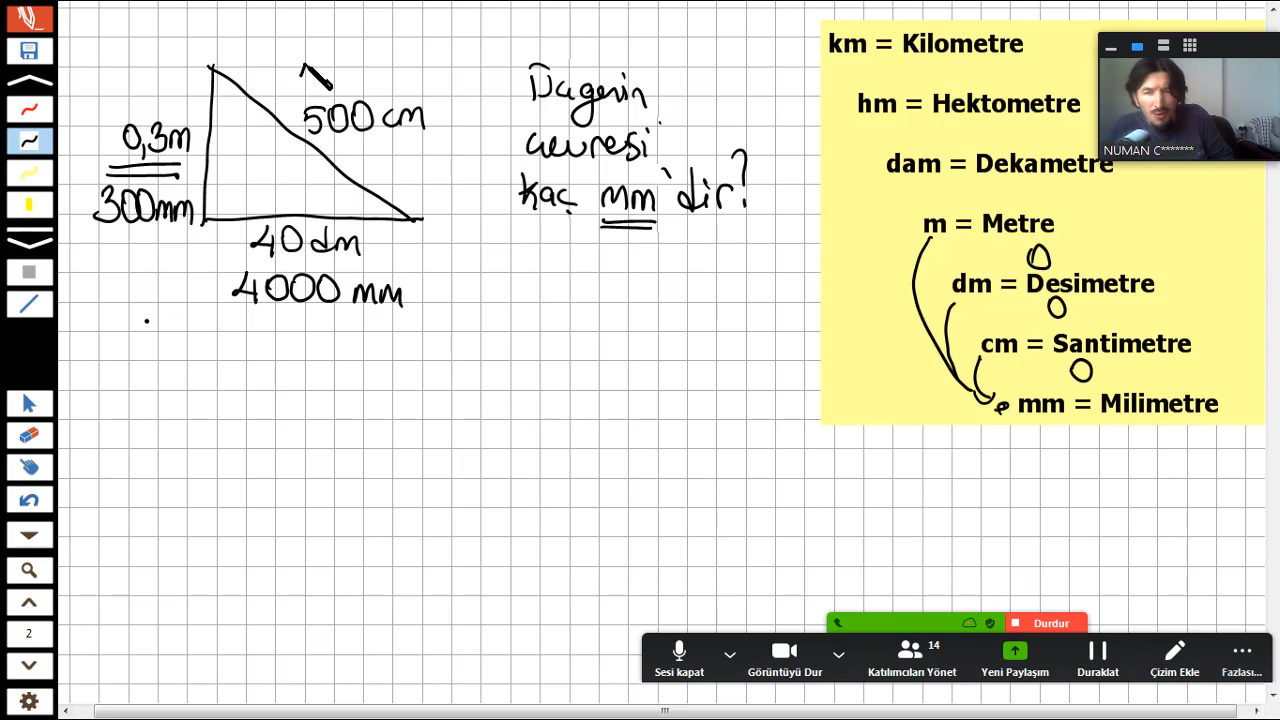 0,3m
300mm
500 cm
40 dm
4000 mm
çevresi
kaç mm'dir?
km = Kilometre
hm = Hektometre
dam = Dekametre
m = Metre
dm = Desimetre
cm = Santimetre
mm = Milimetre
0
0
0
NUMAN C*******
2
Durdur
14
Sesi kapat
Görüntüyü Dur
Katılımcıları Yönet
Yeni Paylaşım
Duraklat
Çizim Ekle
Fazlası...